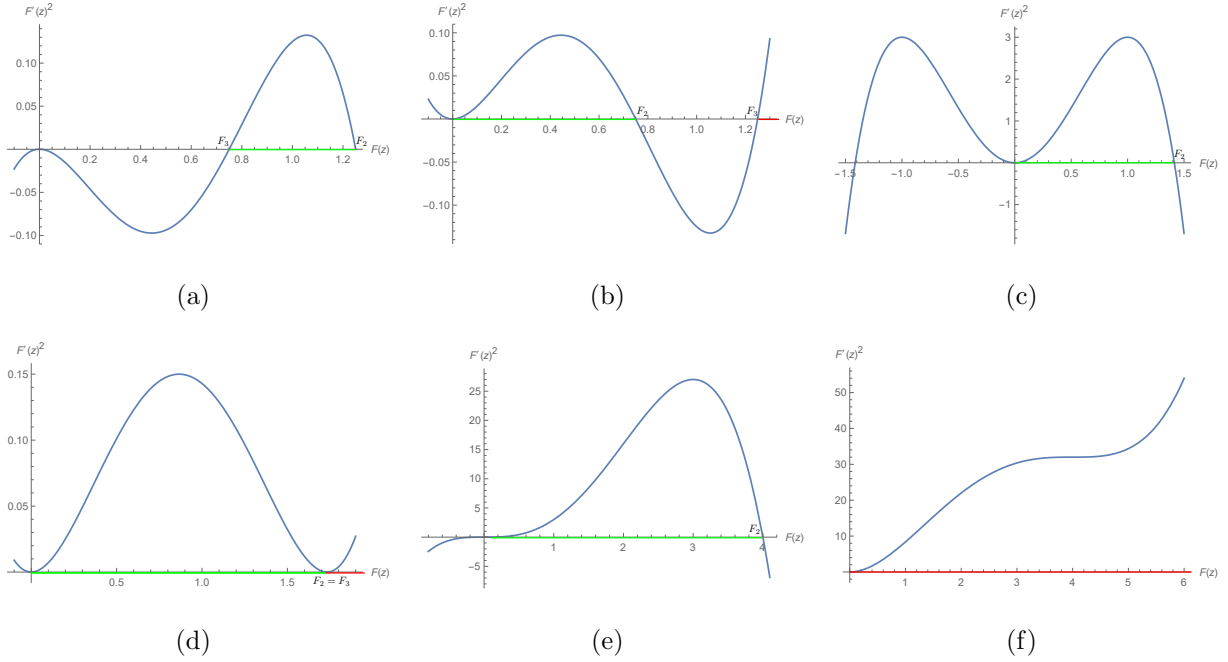 F′(z)²
0.10
0.05
−0.05
−0.10
0.2 0.4 0.6 0.8 1.0 1.2
F₃
F₂
F(z)
(a)
F′(z)²
0.10
0.05
−0.05
−0.10
0.2 0.4 0.6 0.8 1.0 1.2
F₂
F₃
F(z)
(b)
F′(z)²
3
2
1
−1
−1.5 −1.0 −0.5 0.5 1.0 1.5
F₂
F(z)
(c)
F′(z)²
0.15
0.10
0.05
0.5 1.0 1.5
F₂ = F₃
F(z)
(d)
F′(z)²
25
20
15
10
5
−5
1 2 3 4
F₂
F(z)
(e)
F′(z)²
50
40
30
20
10
1 2 3 4 5 6
F(z)
(f)